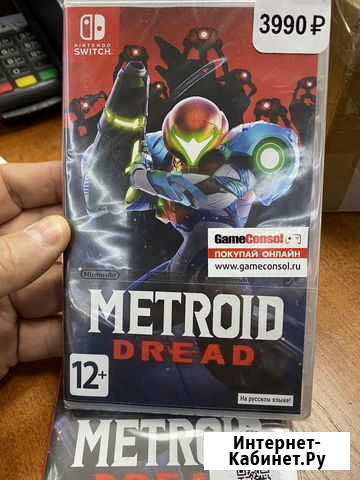 NINTENDO
SWITCH
3990₽
GameConsol
ПОКУПАЙ ОНЛАЙН
www.gameconsol.ru
Nintendo
METROID
DREAD
12+
На русском языке!
METROID
DREAD
Интернет-
Кабинет.Ру